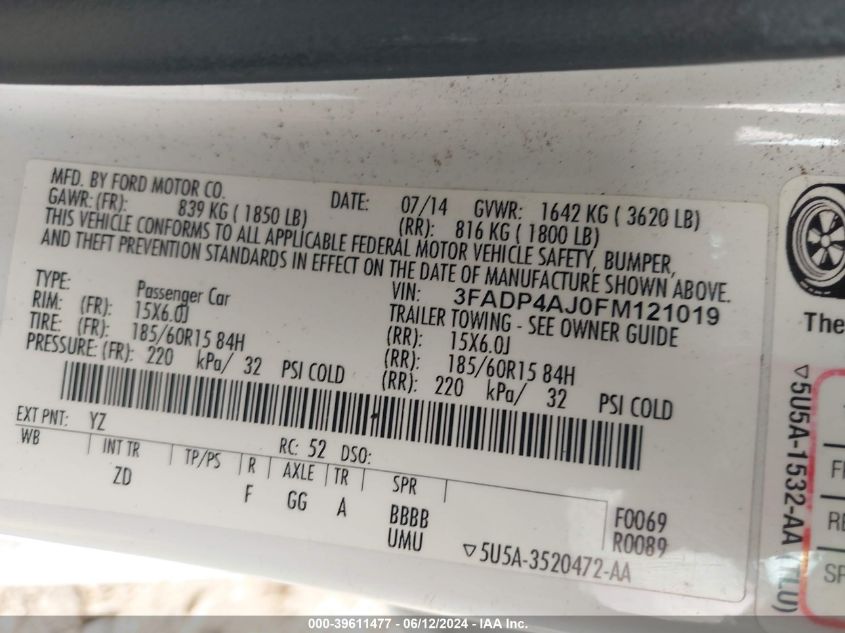 MFD. BY FORD MOTOR CO.
DATE: 07/14 GVWR: 1642 KG ( 3620 LB)
GAWR: (FR): 839 KG ( 1850 LB) (RR): 816 KG ( 1800 LB)
THIS VEHICLE CONFORMS TO ALL APPLICABLE FEDERAL MOTOR VEHICLE SAFETY, BUMPER,
AND THEFT PREVENTION STANDARDS IN EFFECT ON THE DATE OF MANUFACTURE SHOWN ABOVE.
VIN: 3FADP4AJ0FM121019
TYPE: Passenger Car TRAILER TOWING - SEE OWNER GUIDE
RIM: (FR): 15X6.0J (RR): 15X6.0J
TIRE: (FR): 185/60R15 84H (RR): 185/60R15 84H
PRESSURE: (FR): 220 kPa/ 32 PSI COLD (RR): 220 kPa/ 32 PSI COLD
EXT PNT: YZ RC: 52 DSO:
WB INT TR TP/PS R AXLE TR SPR
ZD F GG A BBBB F0069
UMU R0089
▽5U5A-3520472-AA
The
▽5U5A-1532-AA (TLU)
FR
RE
SP
000-39611477 - 06/12/2024 - IAA Inc.